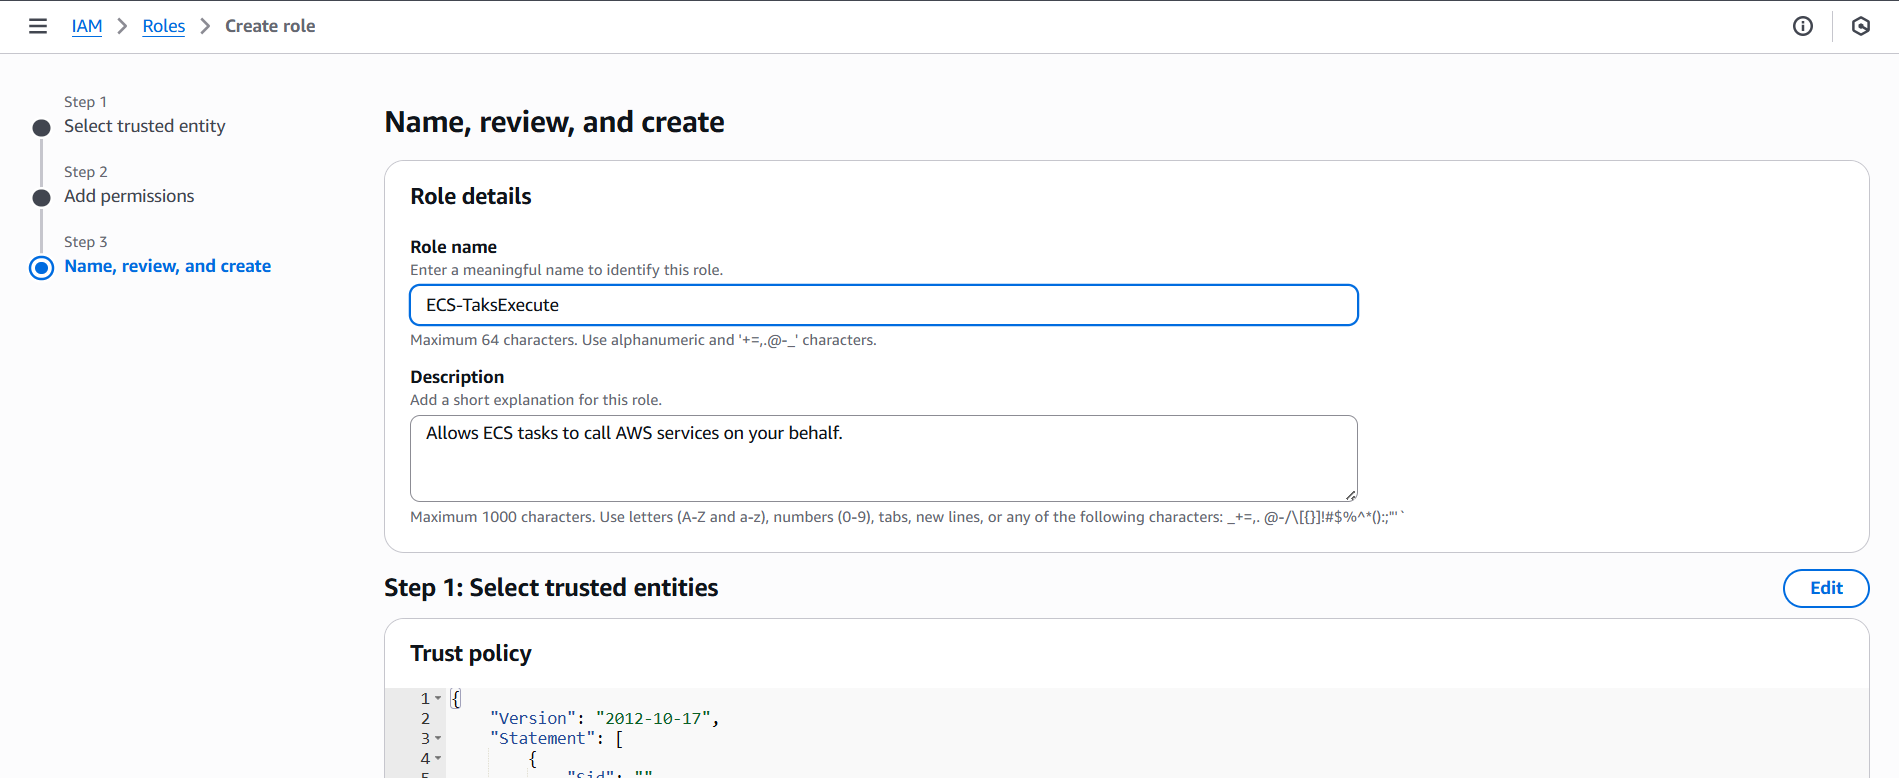 IAM > Roles > Create role
Step 1
Select trusted entity
Step 2
Add permissions
Step 3
Name, review, and create
Name, review, and create
Role details
Role name
Enter a meaningful name to identify this role.
ECS-TaksExecute
Maximum 64 characters. Use alphanumeric and '+=,.@-_' characters.
Description
Add a short explanation for this role.
Allows ECS tasks to call AWS services on your behalf.
Maximum 1000 characters. Use letters (A-Z and a-z), numbers (0-9), tabs, new lines, or any of the following characters: _+=,. @-/\[{}]!#$%^*();:"'`
Step 1: Select trusted entities
Edit
Trust policy
1 {
2 "Version": "2012-10-17",
3 "Statement": [
4 {
5 "Sid": ""